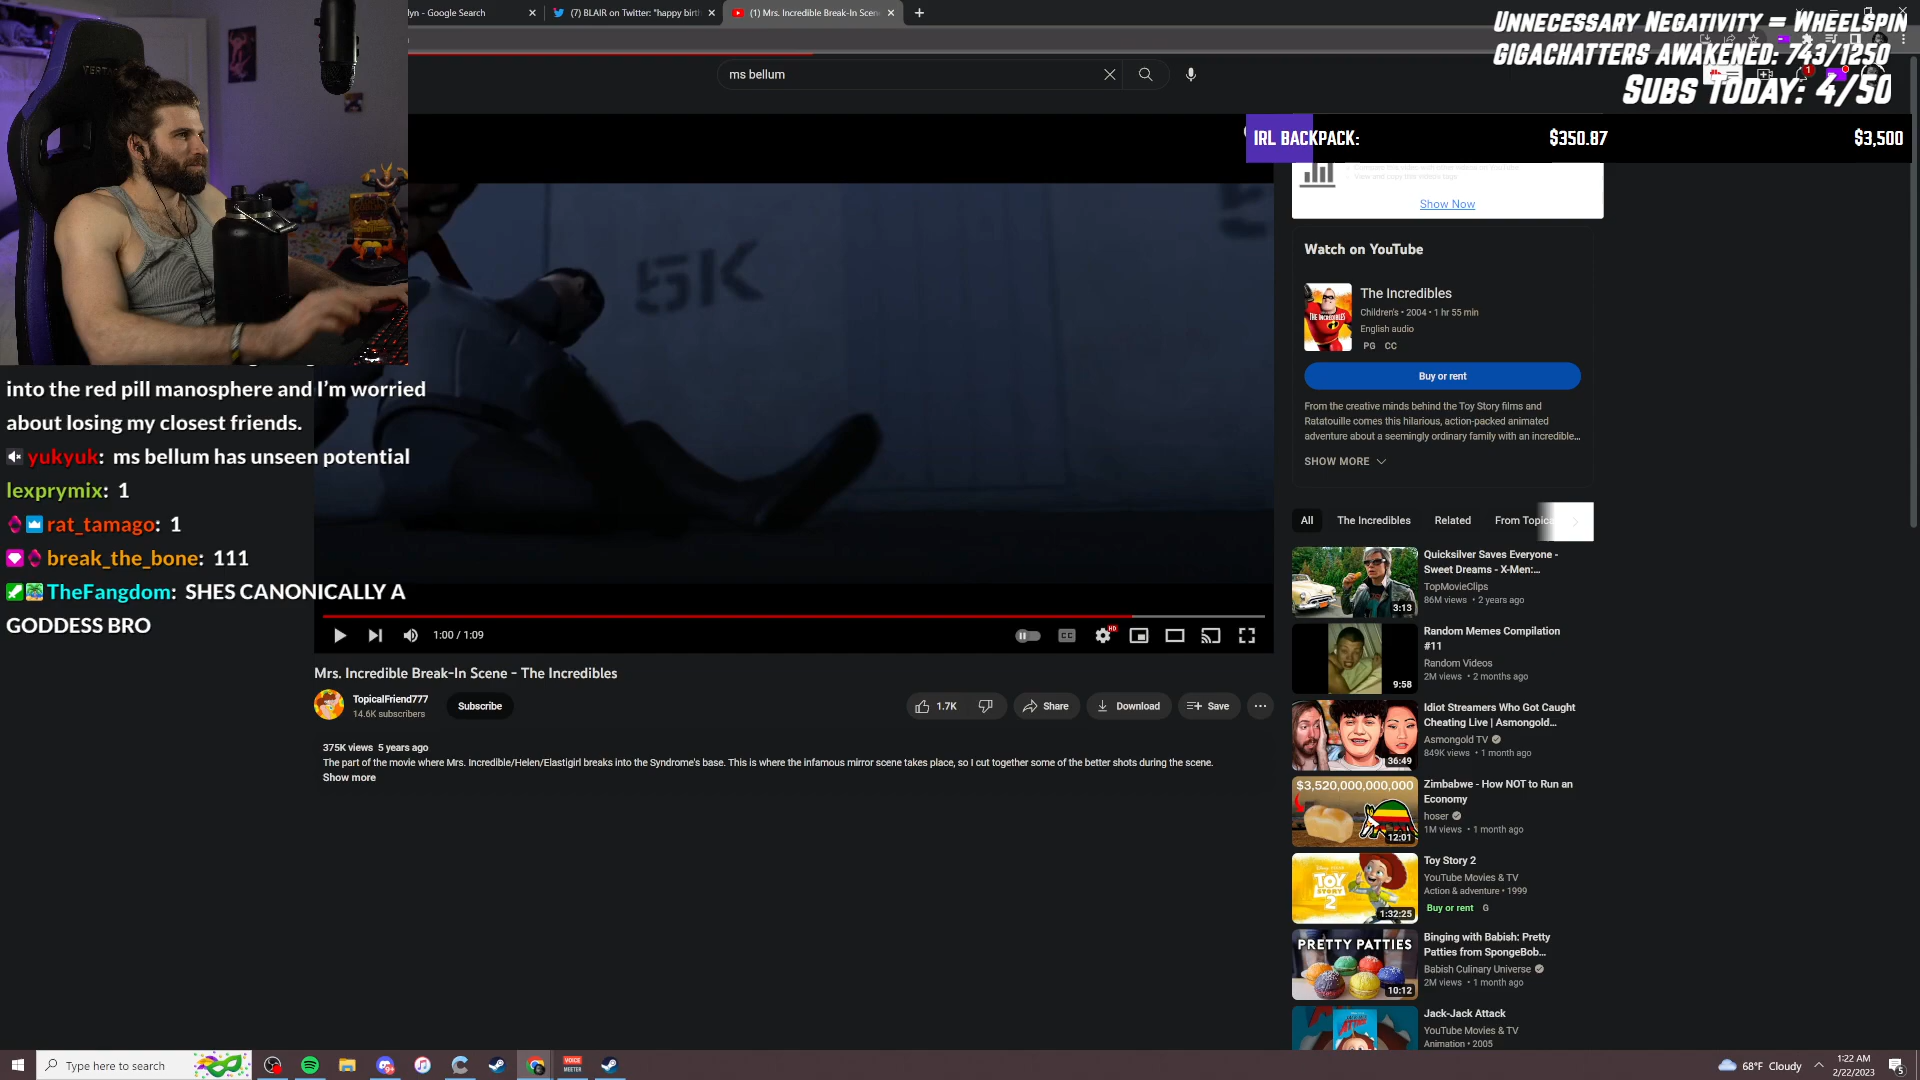 lyn - Google Search
(7) BLAIR on Twitter: "happy birth
(1) Mrs. Incredible Break-In Scene
UNNECESSARY NEGATIVITY = WHEELSPIN
GIGACHATTERS AWAKENED: 743/1250
SUBS TODAY: 4/50
ms bellum
IRL BACKPACK:
$350.87
$3,500
Show Now
Watch on YouTube
The Incredibles
Children's • 2004 • 1 hr 55 min
English audio
PG CC
Buy or rent
From the creative minds behind the Toy Story films and
Ratatouille comes this hilarious, action-packed animated
adventure about a seemingly ordinary family with an incredible...
SHOW MORE
5K
into the red pill manosphere and I'm worried
about losing my closest friends.
yukyuk: ms bellum has unseen potential
lexprymix: 1
rat_tamago: 1
break_the_bone: 111
TheFangdom: SHES CANONICALLY A
GODDESS BRO
1:00 / 1:09
CC
HD
Mrs. Incredible Break-In Scene - The Incredibles
TopicalFriend777
14.6K subscribers
Subscribe
1.7K
Share
Download
Save
375K views 5 years ago
The part of the movie where Mrs. Incredible/Helen/Elastigirl breaks into the Syndrome's base. This is where the infamous mirror scene takes place, so I cut together some of the better shots during the scene.
Show more
All
The Incredibles
Related
From Topica
Quicksilver Saves Everyone -
Sweet Dreams - X-Men:...
TopMovieClips
86M views • 2 years ago
3:13
Random Memes Compilation
#11
Random Videos
2M views • 2 months ago
9:58
Idiot Streamers Who Got Caught
Cheating Live | Asmongold...
Asmongold TV
849K views • 1 month ago
36:49
$3,520,000,000,000
Zimbabwe - How NOT to Run an
Economy
hoser
1M views • 1 month ago
12:01
Toy Story 2
YouTube Movies & TV
Action & adventure • 1999
Buy or rent G
TOY
STORY
2
1:32:25
PRETTY PATTIES
Binging with Babish: Pretty
Patties from SpongeBob...
Babish Culinary Universe
2M views • 1 month ago
10:12
Jack-Jack Attack
YouTube Movies & TV
Animation • 2005
Type here to search
VOICE
MEETER
68°F Cloudy
1:22 AM
2/22/2023
5